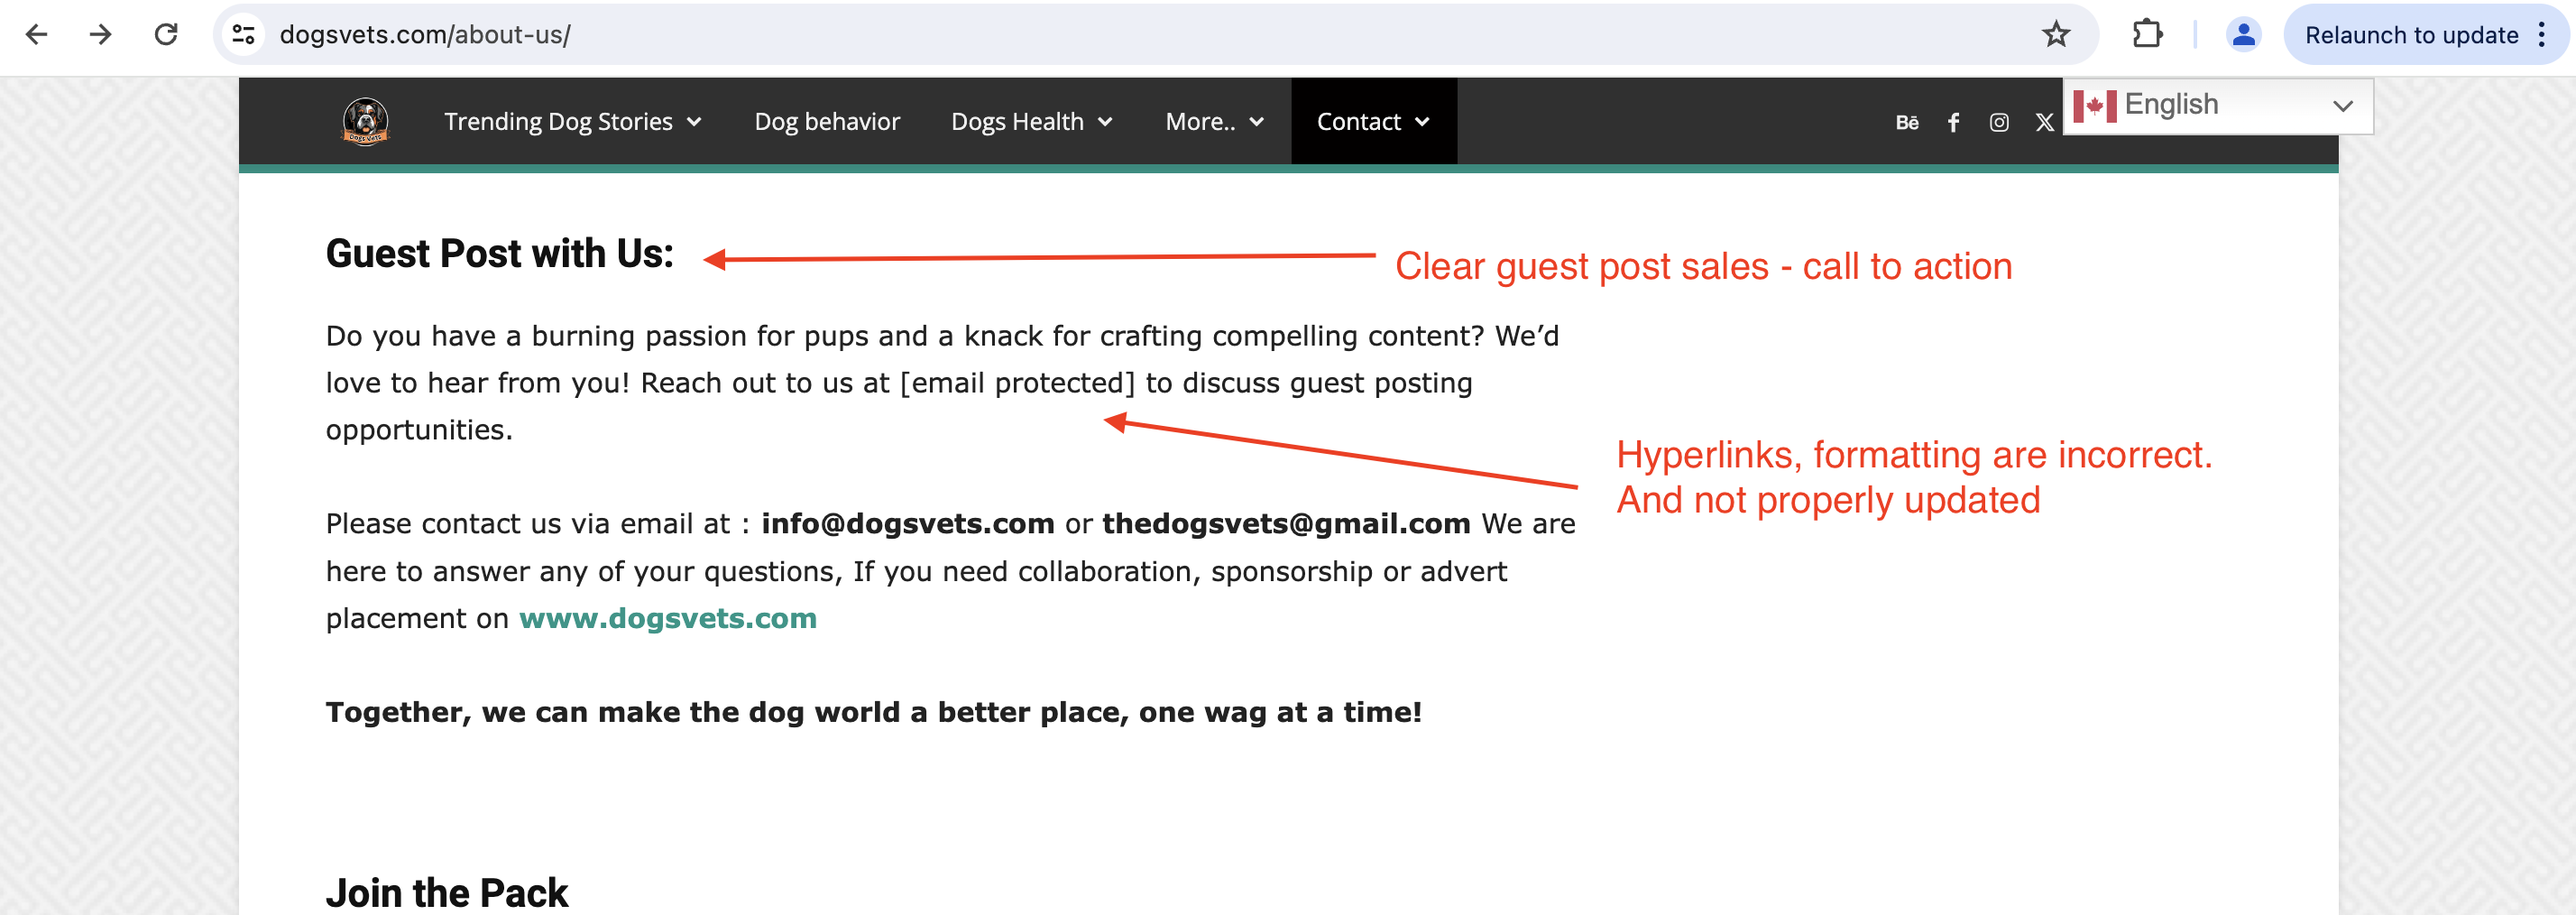 dogsvets.com/about-us/
Relaunch to update
DOGSVETS
Trending Dog Stories
Dog behavior
Dogs Health
More..
Contact
Bē
English
Guest Post with Us:
Clear guest post sales - call to action
Do you have a burning passion for pups and a knack for crafting compelling content? We’d
love to hear from you! Reach out to us at [email protected] to discuss guest posting
opportunities.
Hyperlinks, formatting are incorrect.
And not properly updated
Please contact us via email at : info@dogsvets.com or thedogsvets@gmail.com We are
here to answer any of your questions, If you need collaboration, sponsorship or advert
placement on www.dogsvets.com
Together, we can make the dog world a better place, one wag at a time!
Join the Pack